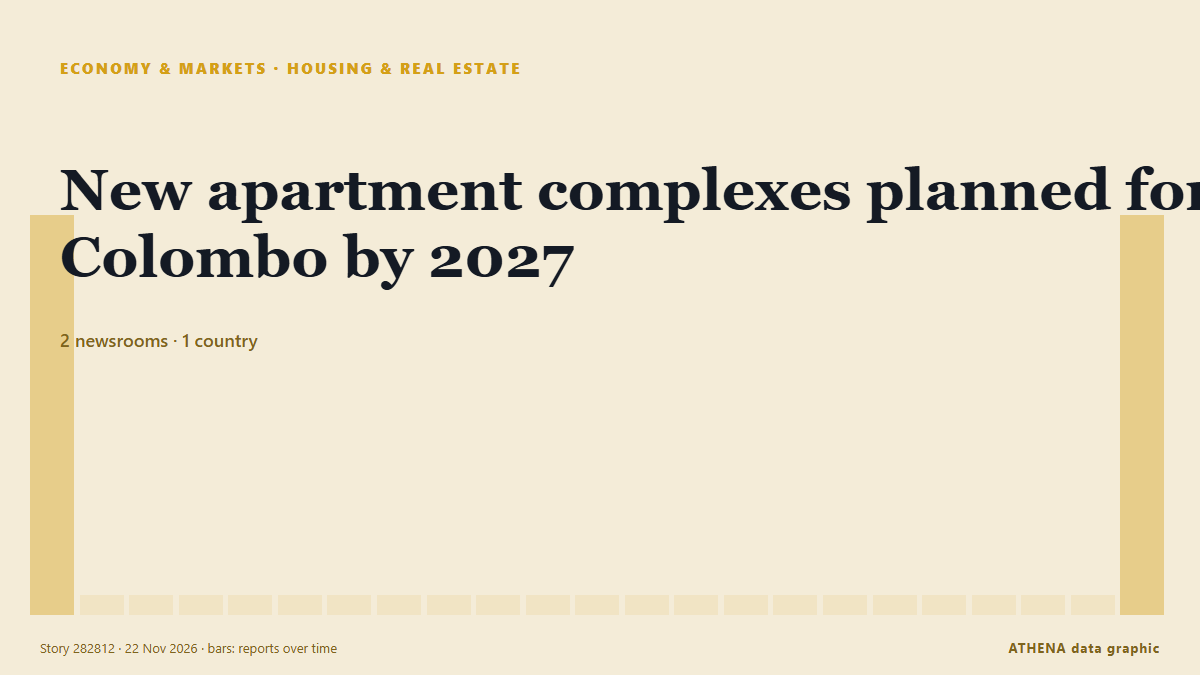 ECONOMY & MARKETS · HOUSING & REAL ESTATE
New apartment complexes planned for
Colombo by 2027
2 newsrooms · 1 country
Story 282812 · 22 Nov 2026 · bars: reports over time
ATHENA data graphic